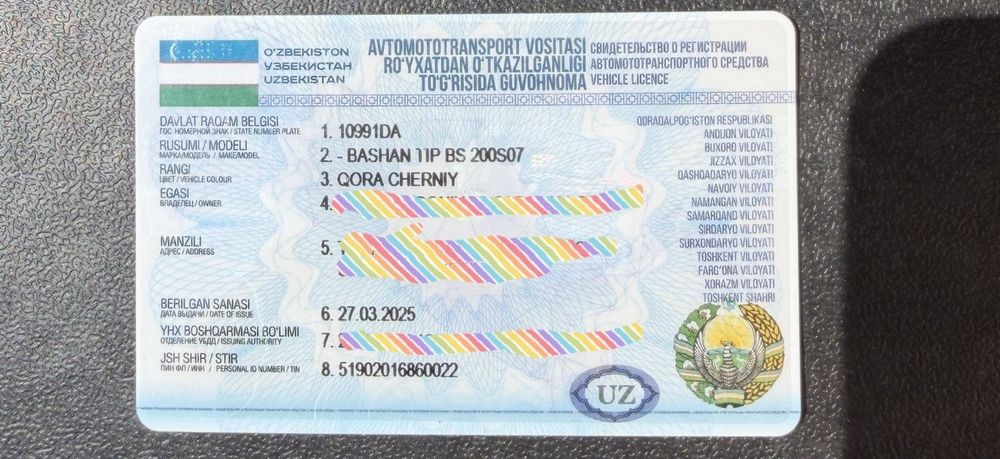 O'ZBEKISTON
УЗБЕКИСТАН
UZBEKISTAN
AVTOMOTOTRANSPORT VOSITASI
RO'YXATDAN O'TKAZILGANLIGI
TO'G'RISIDA GUVOHNOMA
СВИДЕТЕЛЬСТВО О РЕГИСТРАЦИИ
АВТОМОТОТРАНСПОРТНОГО СРЕДСТВА
VEHICLE LICENCE
DAVLAT RAQAM BELGISI
ГОС. НОМЕРНОЙ ЗНАК / STATE NUMBER PLATE
1. 10991DA
RUSUMI / MODELI
МАРКА/МОДЕЛЬ / MAKE/MODEL
2. - BASHAN TIP BS 200S07
RANGI
ЦВЕТ / VEHICLE COLOUR
3. QORA CHERNIY
EGASI
ВЛАДЕЛЕЦ / OWNER
4.
MANZILI
АДРЕС / ADDRESS
5.
BERILGAN SANASI
ДАТА ВЫДАЧИ / DATE OF ISSUE
6. 27.03.2025
YHX BOSHQARMASI BO'LIMI
ОТДЕЛЕНИЕ УБДД / ISSUING AUTHORITY
7.
JSH SHIR / STIR
ПИН ФЛ / ИНН / PERSONAL ID NUMBER / TIN
8. 51902016860022
QORAQALPOG'ISTON RESPUBLIKASI
ANDIJON VILOYATI
BUXORO VILOYATI
JIZZAX VILOYATI
QASHQADARYO VILOYATI
NAVOIY VILOYATI
NAMANGAN VILOYATI
SAMARQAND VILOYATI
SIRDARYO VILOYATI
SURXONDARYO VILOYATI
TOSHKENT VILOYATI
FARG'ONA VILOYATI
XORAZM VILOYATI
TOSHKENT SHAHRI
UZ